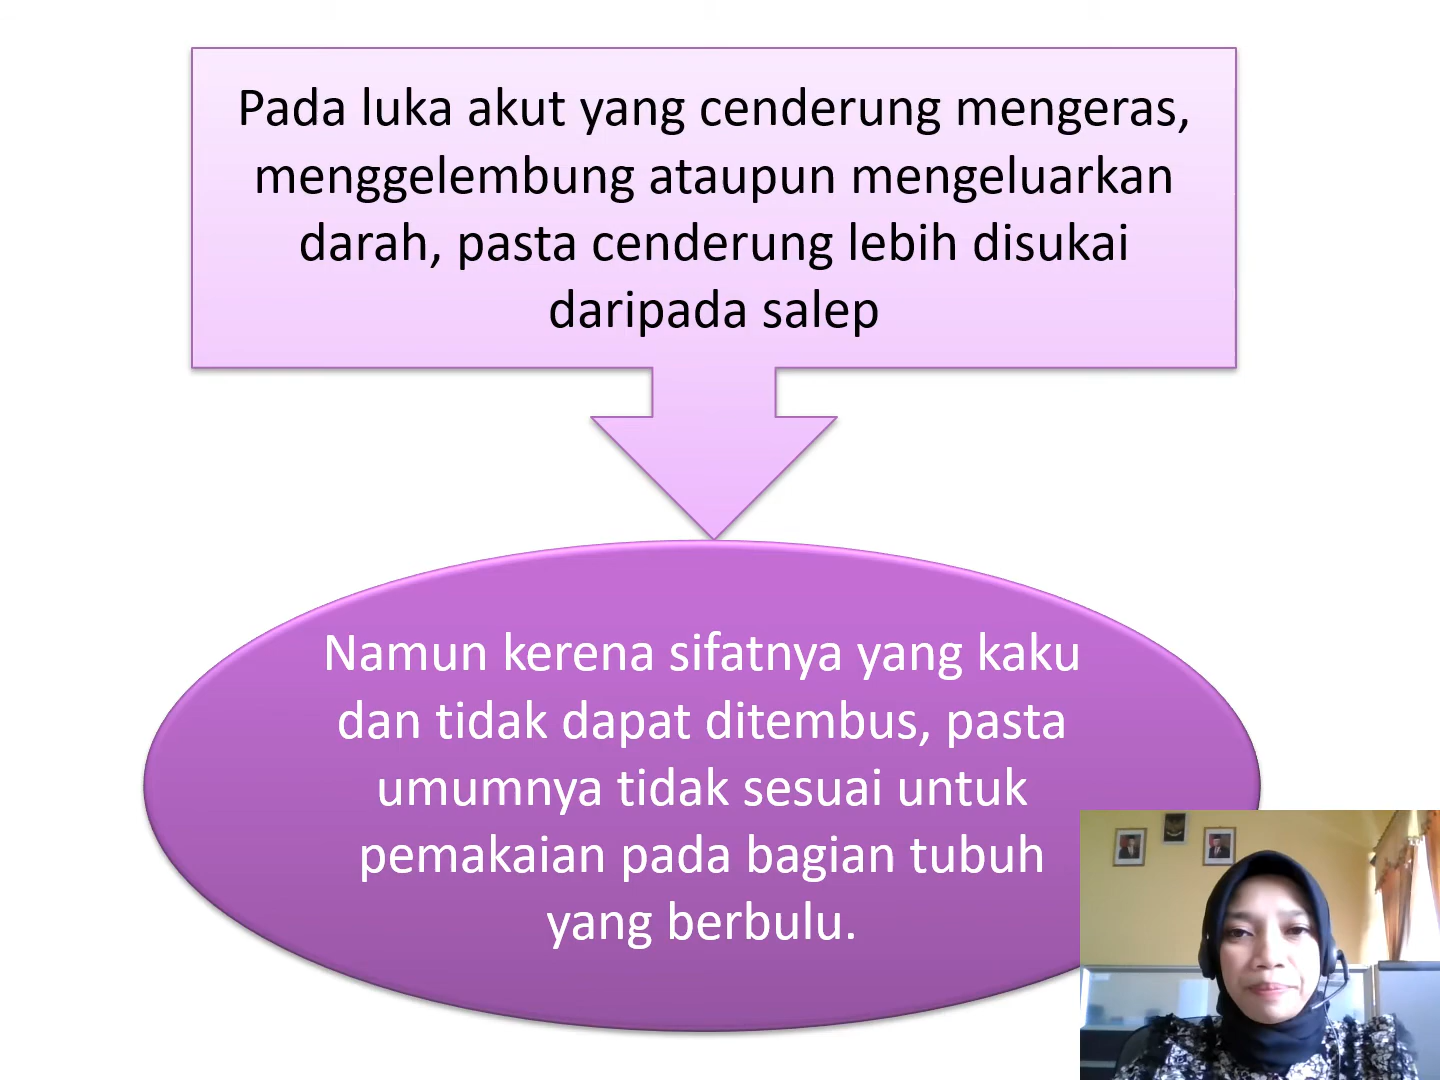 Pada luka akut yang cenderung mengeras,
menggelembung ataupun mengeluarkan
darah, pasta cenderung lebih disukai
daripada salep
Namun kerena sifatnya yang kaku
dan tidak dapat ditembus, pasta
umumnya tidak sesuai untuk
pemakaian pada bagian tubuh
yang berbulu.